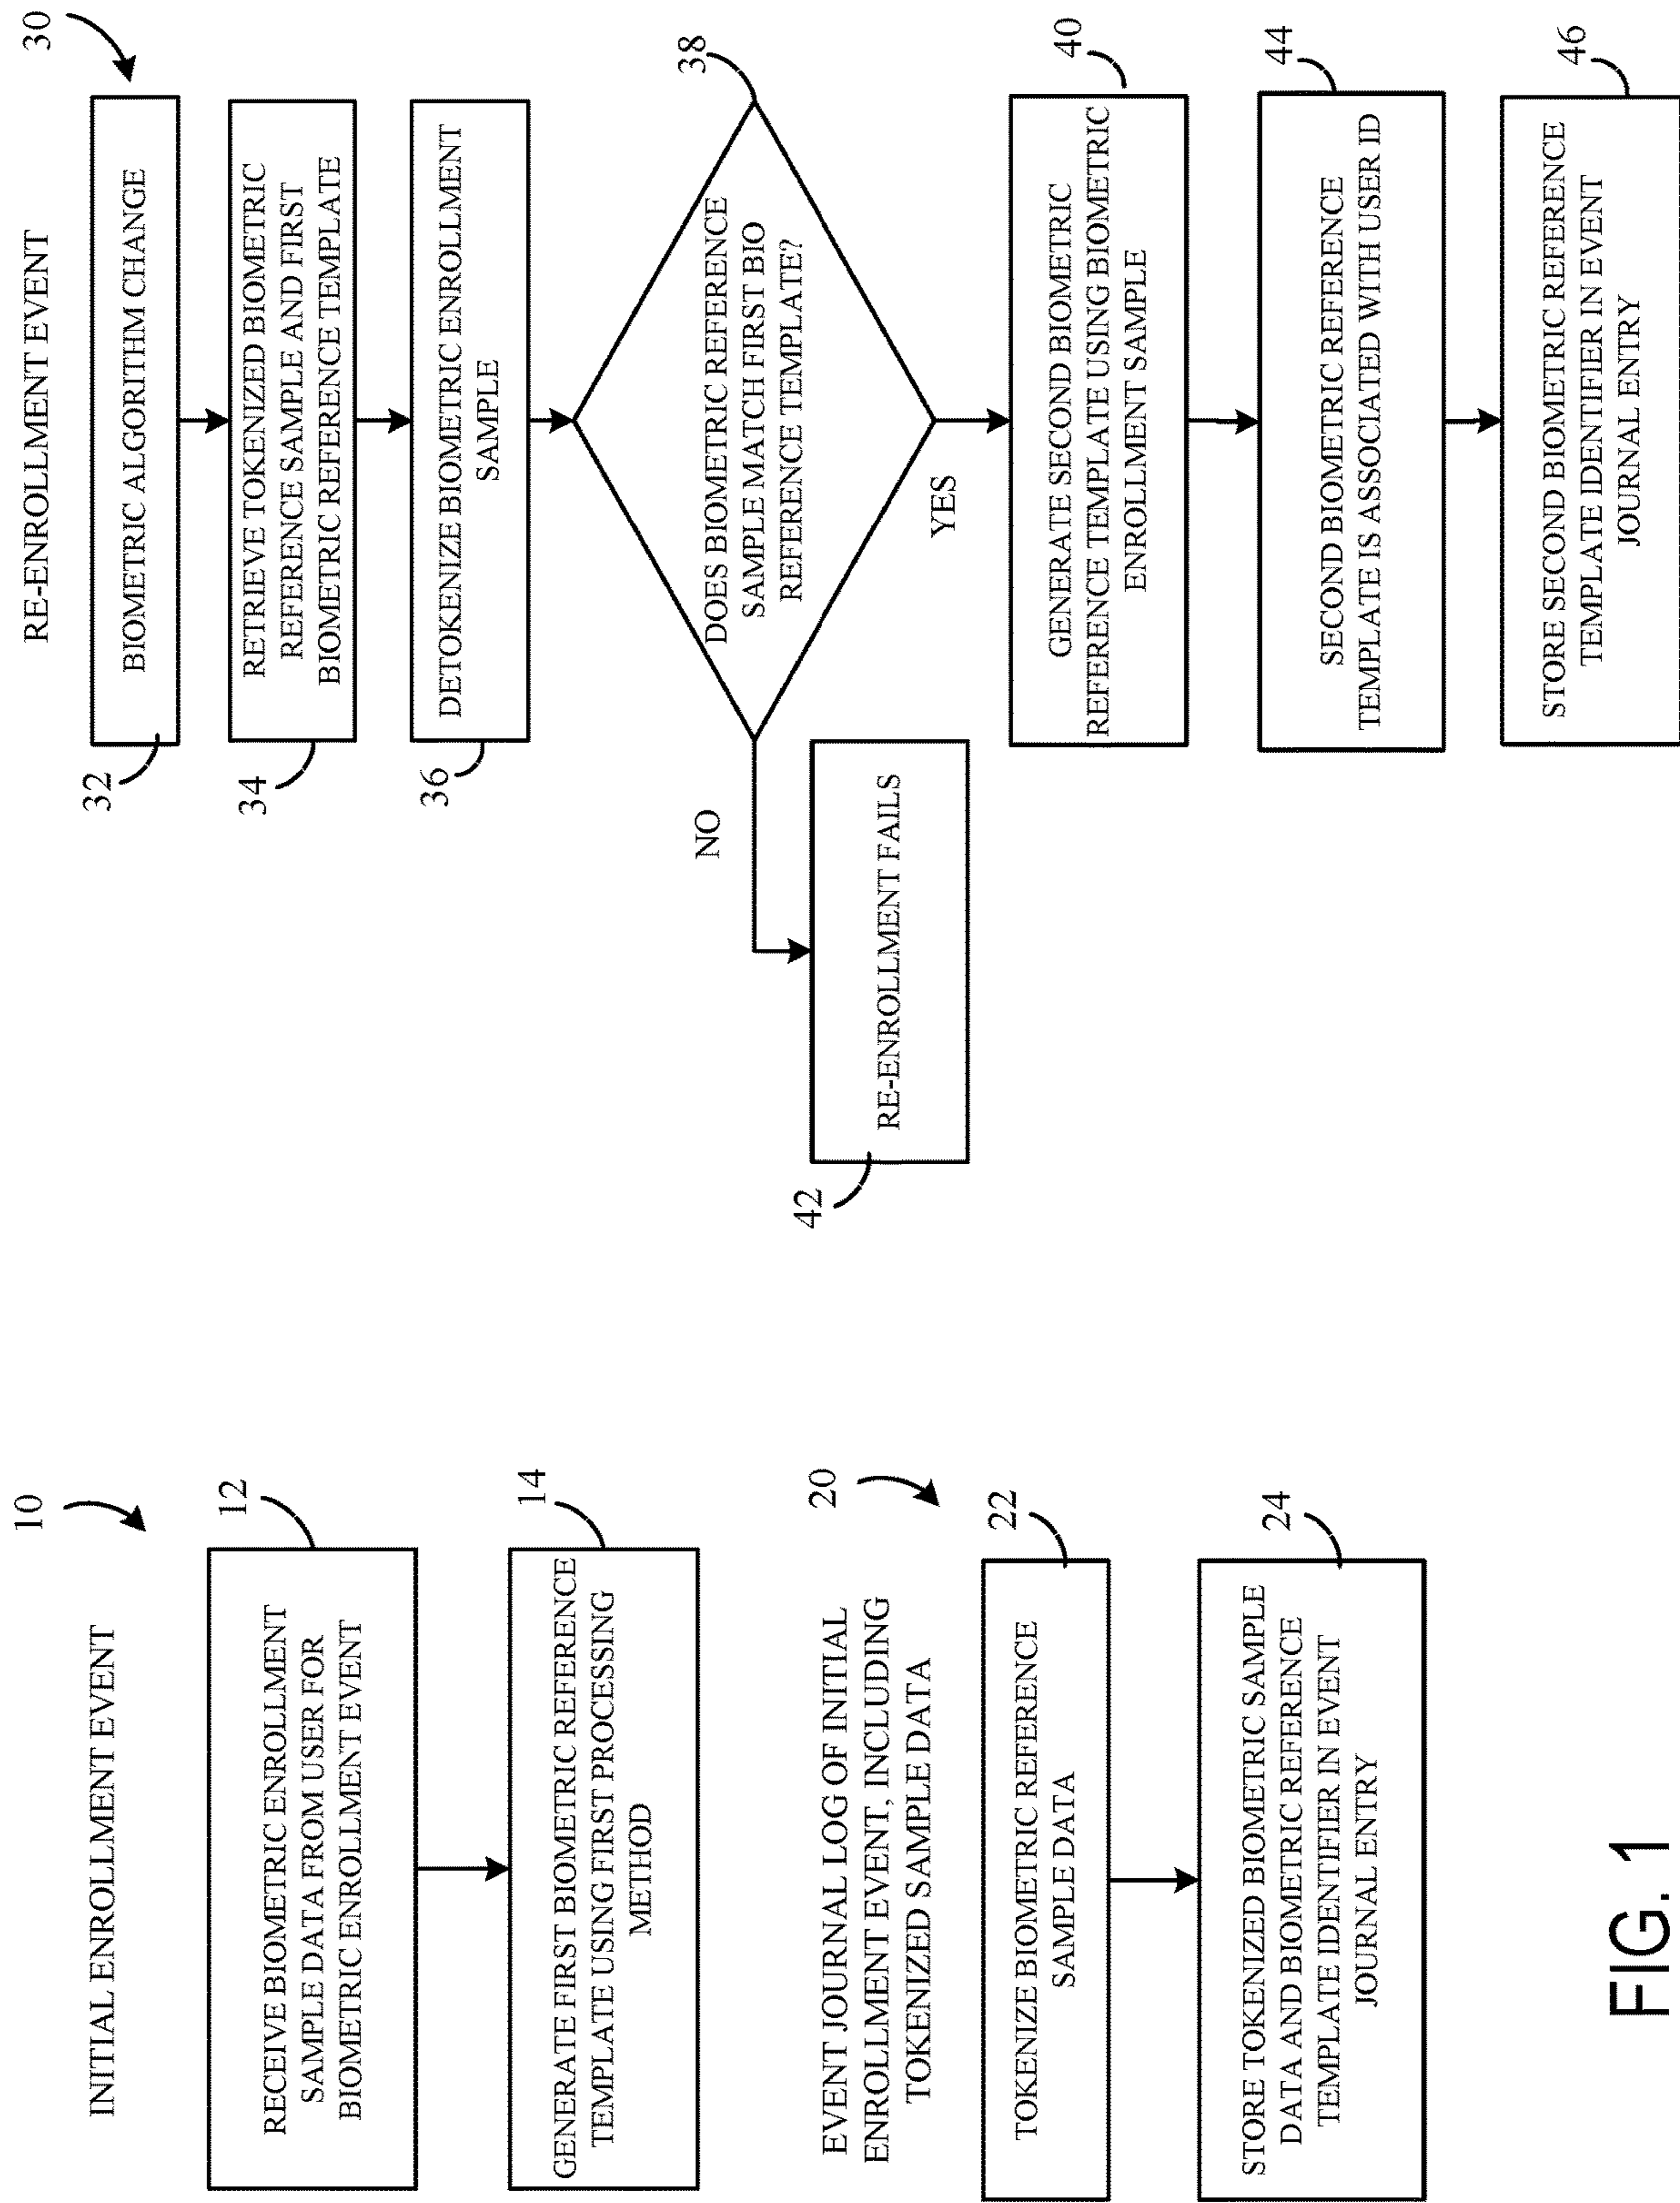 INITIAL ENROLLMENT EVENT
10
RECEIVE BIOMETRIC ENROLLMENT
SAMPLE DATA FROM USER FOR
BIOMETRIC ENROLLMENT EVENT
12
GENERATE FIRST BIOMETRIC REFERENCE
TEMPLATE USING FIRST PROCESSING
METHOD
14
EVENT JOURNAL LOG OF INITIAL
ENROLLMENT EVENT, INCLUDING
TOKENIZED SAMPLE DATA
20
TOKENIZE BIOMETRIC REFERENCE
SAMPLE DATA
22
STORE TOKENIZED BIOMETRIC SAMPLE
DATA AND BIOMETRIC REFERENCE
TEMPLATE IDENTIFIER IN EVENT
JOURNAL ENTRY
24
RE-ENROLLMENT EVENT
30
BIOMETRIC ALGORITHM CHANGE
32
RETRIEVE TOKENIZED BIOMETRIC
REFERENCE SAMPLE AND FIRST
BIOMETRIC REFERENCE TEMPLATE
34
DETOKENIZE BIOMETRIC ENROLLMENT
SAMPLE
36
DOES BIOMETRIC REFERENCE
SAMPLE MATCH FIRST BIO
REFERENCE TEMPLATE?
38
NO
YES
RE-ENROLLMENT FAILS
42
GENERATE SECOND BIOMETRIC
REFERENCE TEMPLATE USING BIOMETRIC
ENROLLMENT SAMPLE
40
SECOND BIOMETRIC REFERENCE
TEMPLATE IS ASSOCIATED WITH USER ID
44
STORE SECOND BIOMETRIC REFERENCE
TEMPLATE IDENTIFIER IN EVENT
JOURNAL ENTRY
46
FIG. 1